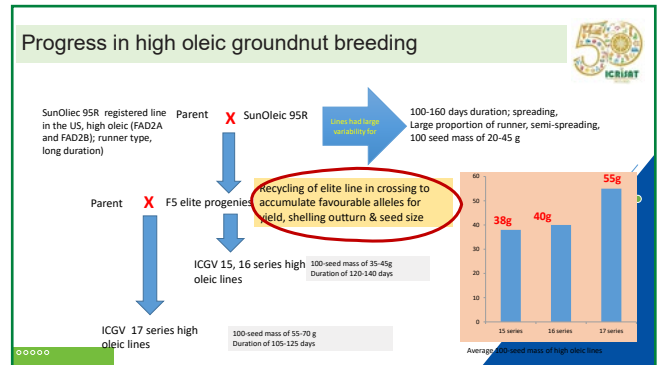 Progress in high oleic groundnut breeding
50
ICRISAT
SunOliec 95R registered line
in the US, high oleic (FAD2A
and FAD2B); runner type,
long duration)
Parent X SunOleic 95R
Lines had large
variability for
100-160 days duration; spreading,
Large proportion of runner, semi-spreading,
100 seed mass of 20-45 g
Parent X F5 elite progenies
Recycling of elite line in crossing to
accumulate favourable alleles for
yield, shelling outturn & seed size
ICGV 15, 16 series high
oleic lines
100-seed mass of 35-45g
Duration of 120-140 days
ICGV 17 series high
oleic lines
100-seed mass of 55-70 g
Duration of 105-125 days
60
50
40
30
20
10
0
38g
40g
55g
15 series
16 series
17 series
Average 100-seed mass of high oleic lines